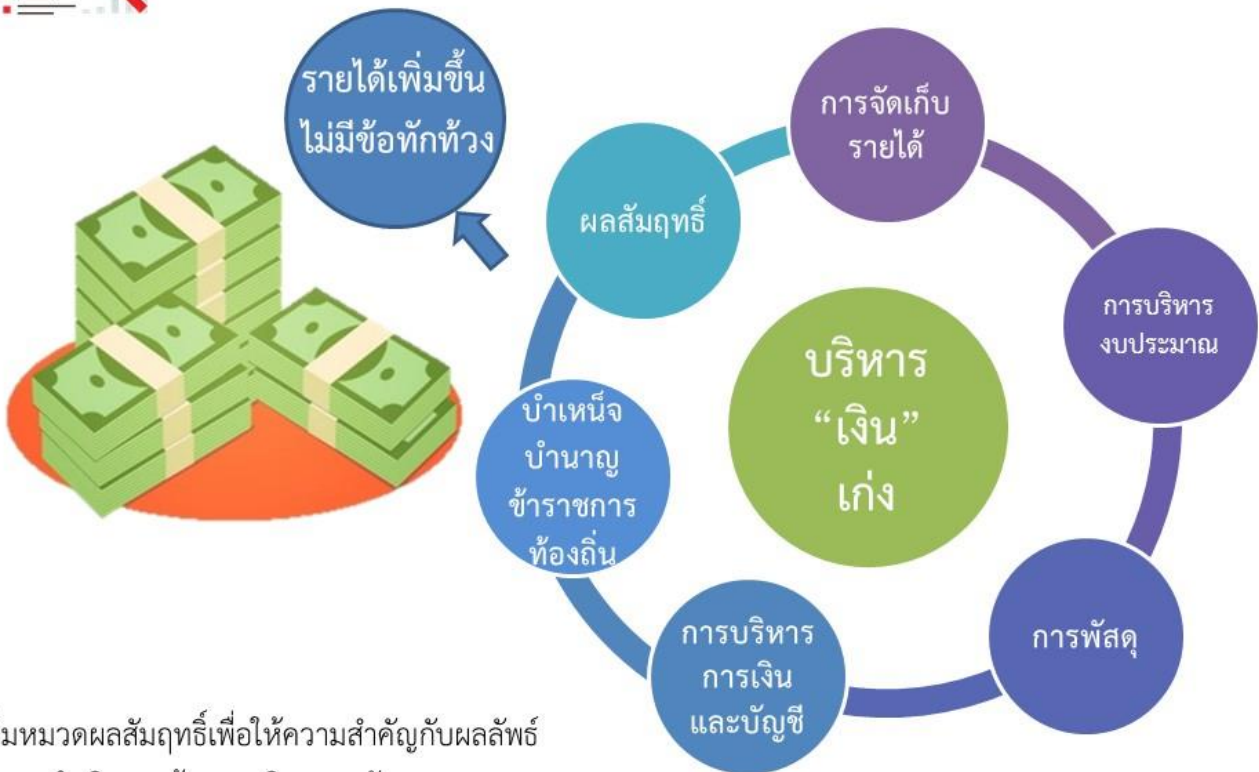 รายได้เพิ่มขึ้น
ไม่มีข้อทักท้วง
การจัดเก็บ
รายได้
ผลสัมฤทธิ์
การบริหาร
งบประมาณ
บริหาร
“เงิน”
เก่ง
บำเหน็จ
บำนาญ
ข้าราชการ
ท้องถิ่น
การพัสดุ
การบริหาร
การเงิน
และบัญชี
หมวดผลสัมฤทธิ์เพื่อให้ความสำคัญกับผลลัพธ์